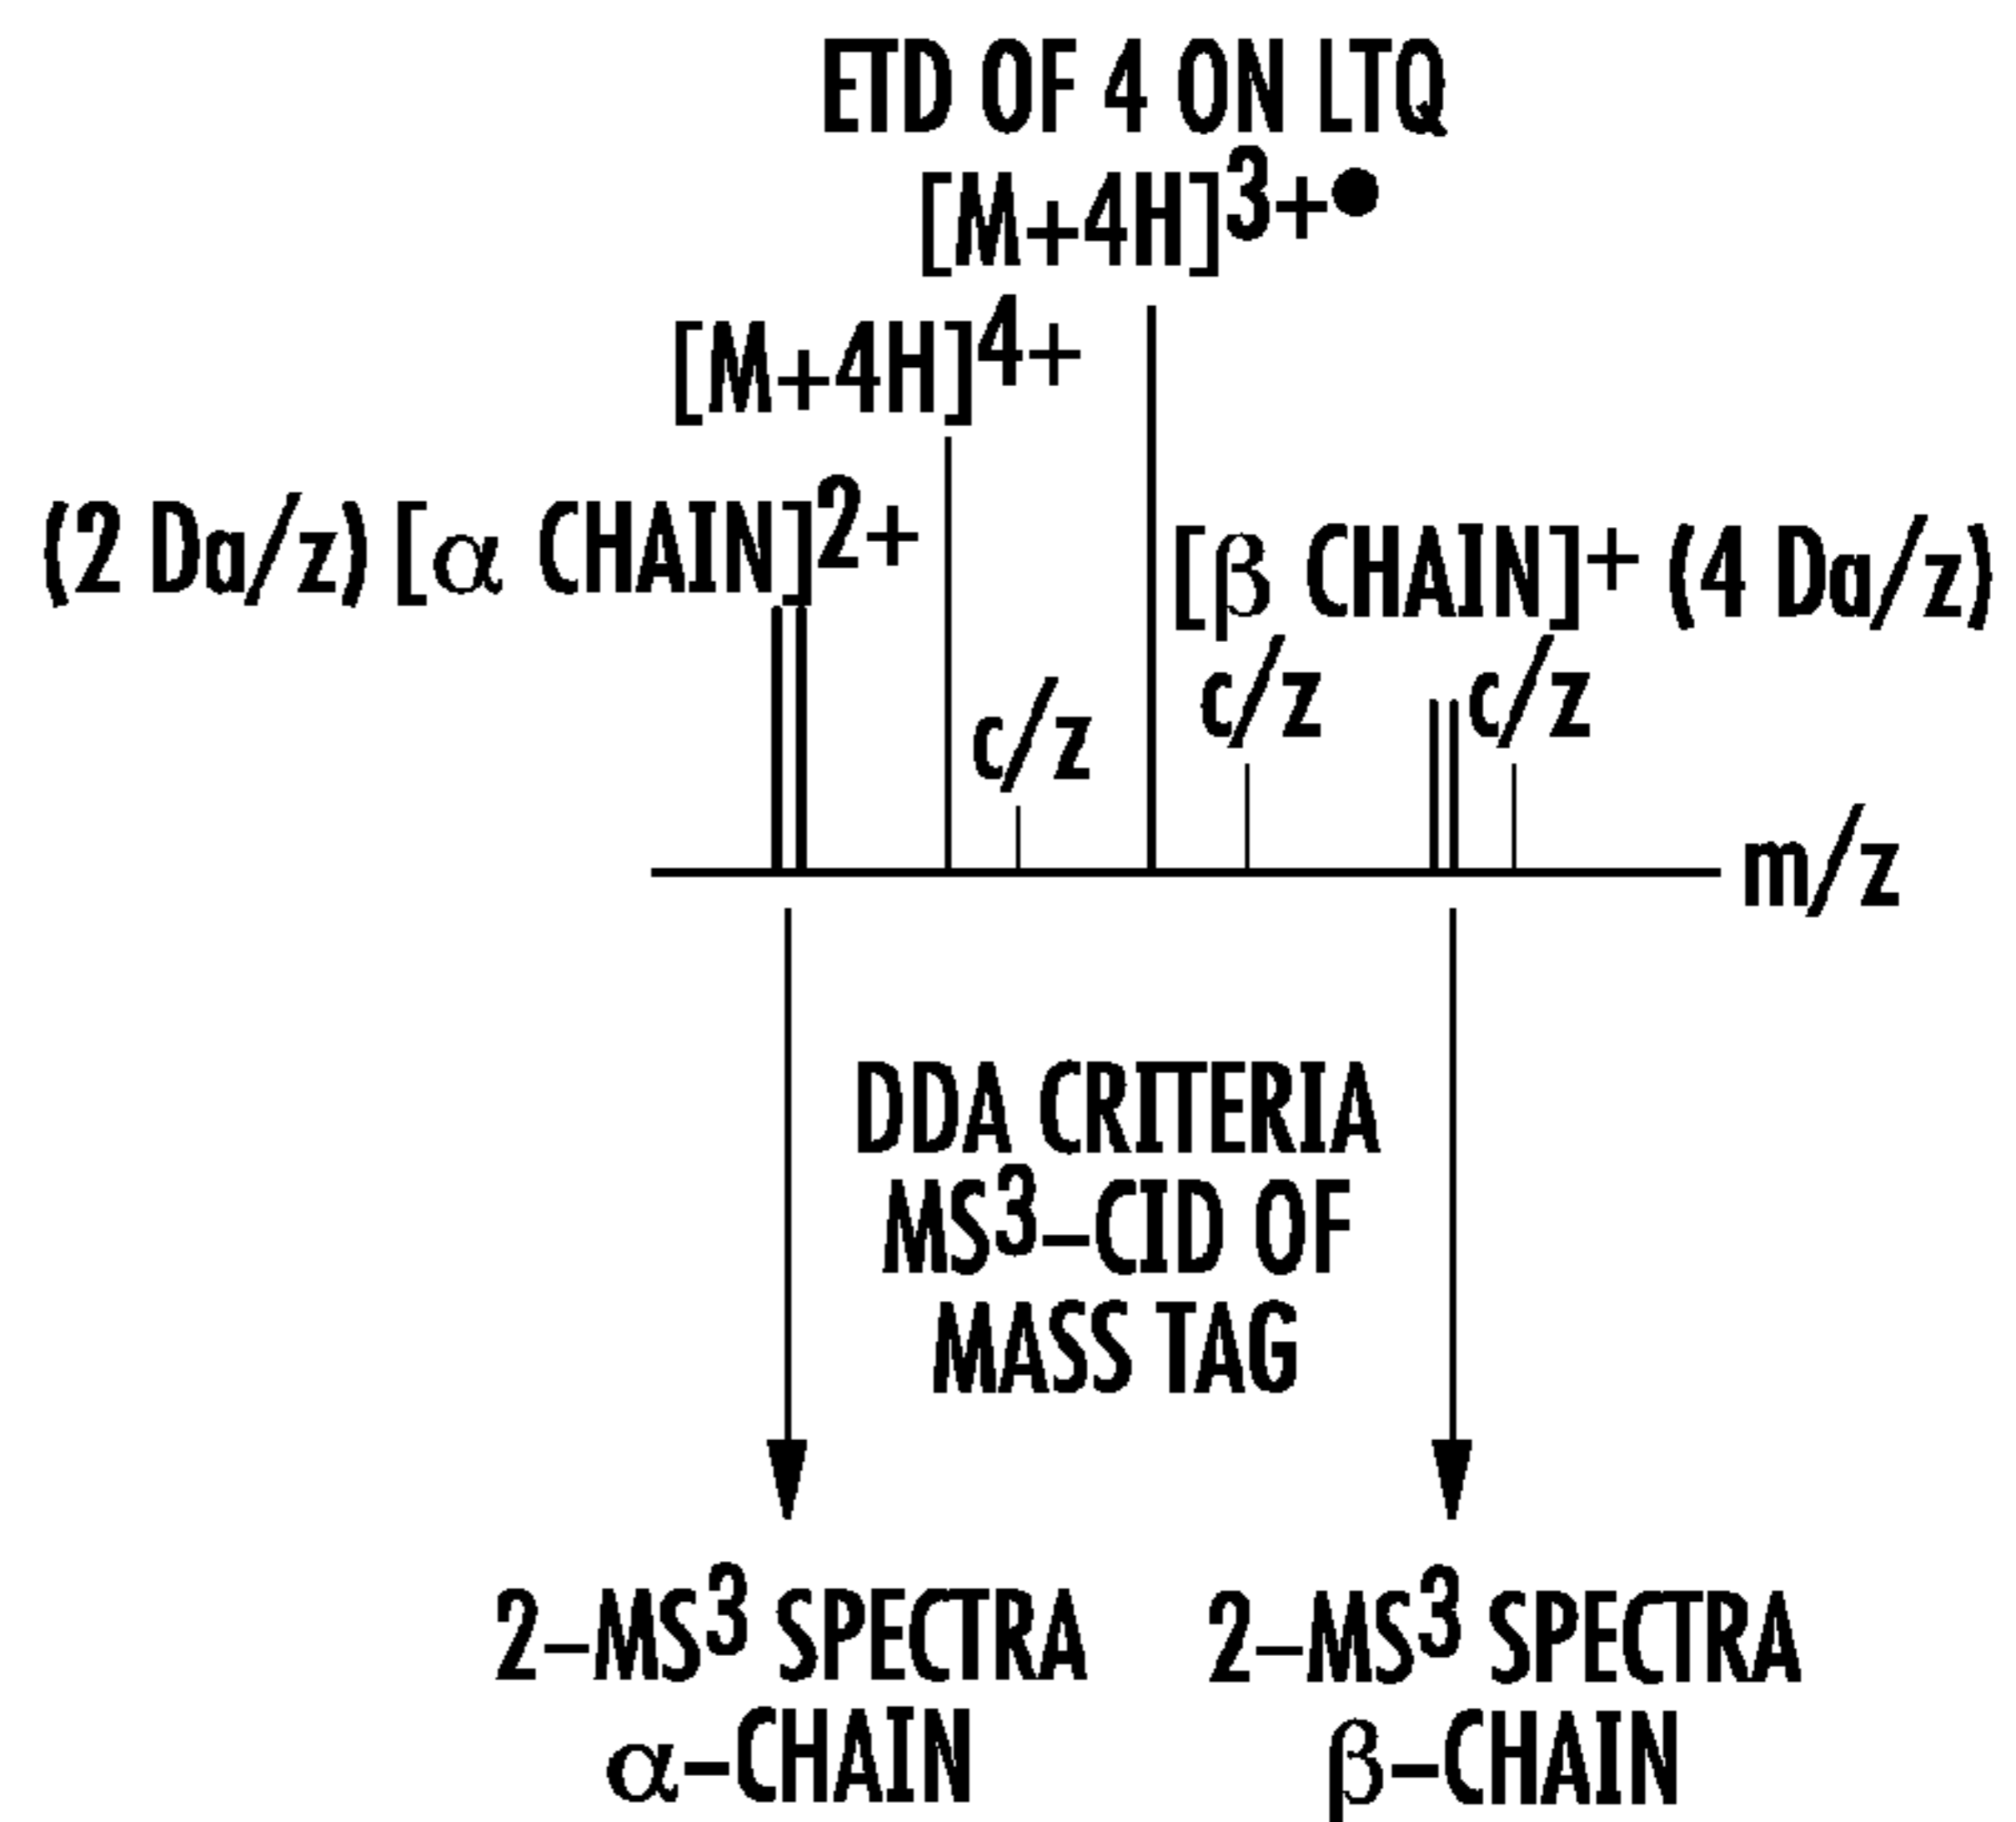 ETD OF 4 ON LTQ
[M+4H]3+●
[M+4H]4+
(2 Da/z) [α CHAIN]2+
[β CHAIN]+ (4 Da/z)
c/z
c/z
c/z
m/z
DDA CRITERIA
MS3–CID OF
MASS TAG
2–MS3 SPECTRA
α–CHAIN
2–MS3 SPECTRA
β–CHAIN